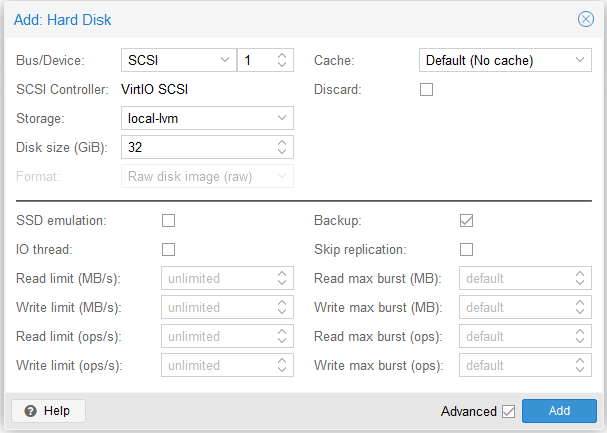 Add: Hard Disk
Bus/Device: SCSI 1 Cache: Default (No cache)
SCSI Controller: VirtIO SCSI Discard:
Storage: local-lvm
Disk size (GiB): 32
Format: Raw disk image (raw)
SSD emulation: Backup:
IO thread: Skip replication:
Read limit (MB/s): unlimited Read max burst (MB): default
Write limit (MB/s): unlimited Write max burst (MB): default
Read limit (ops/s): unlimited Read max burst (ops): default
Write limit (ops/s): unlimited Write max burst (ops): default
? Help Advanced Add